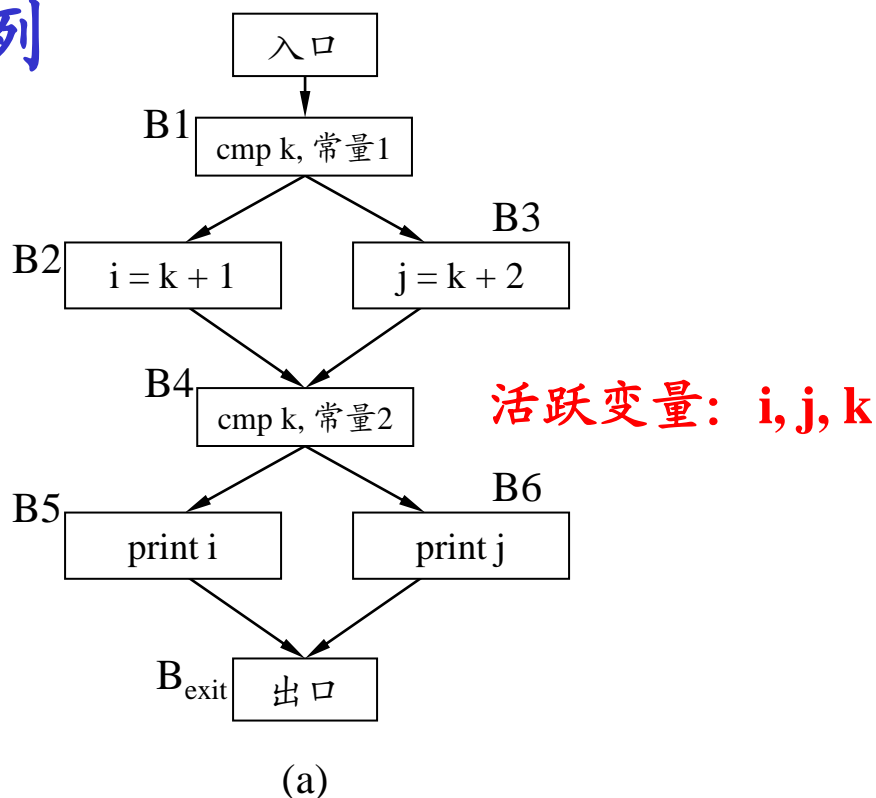 列
入口
B1
cmp k, 常量1
B3
B2
i = k + 1
j = k + 2
B4
cmp k, 常量2
活跃变量: i, j, k
B6
B5
print i
print j
Bexit
出口
(a)